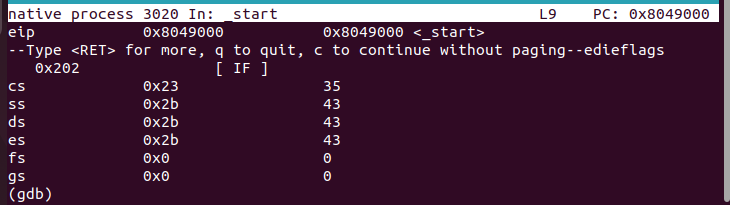 native process 3020 In: _start L9 PC: 0x8049000
eip 0x8049000 0x8049000 <_start>
--Type <RET> for more, q to quit, c to continue without paging--edieflags
0x202 [ IF ]
cs 0x23 35
ss 0x2b 43
ds 0x2b 43
es 0x2b 43
fs 0x0 0
gs 0x0 0
(gdb)